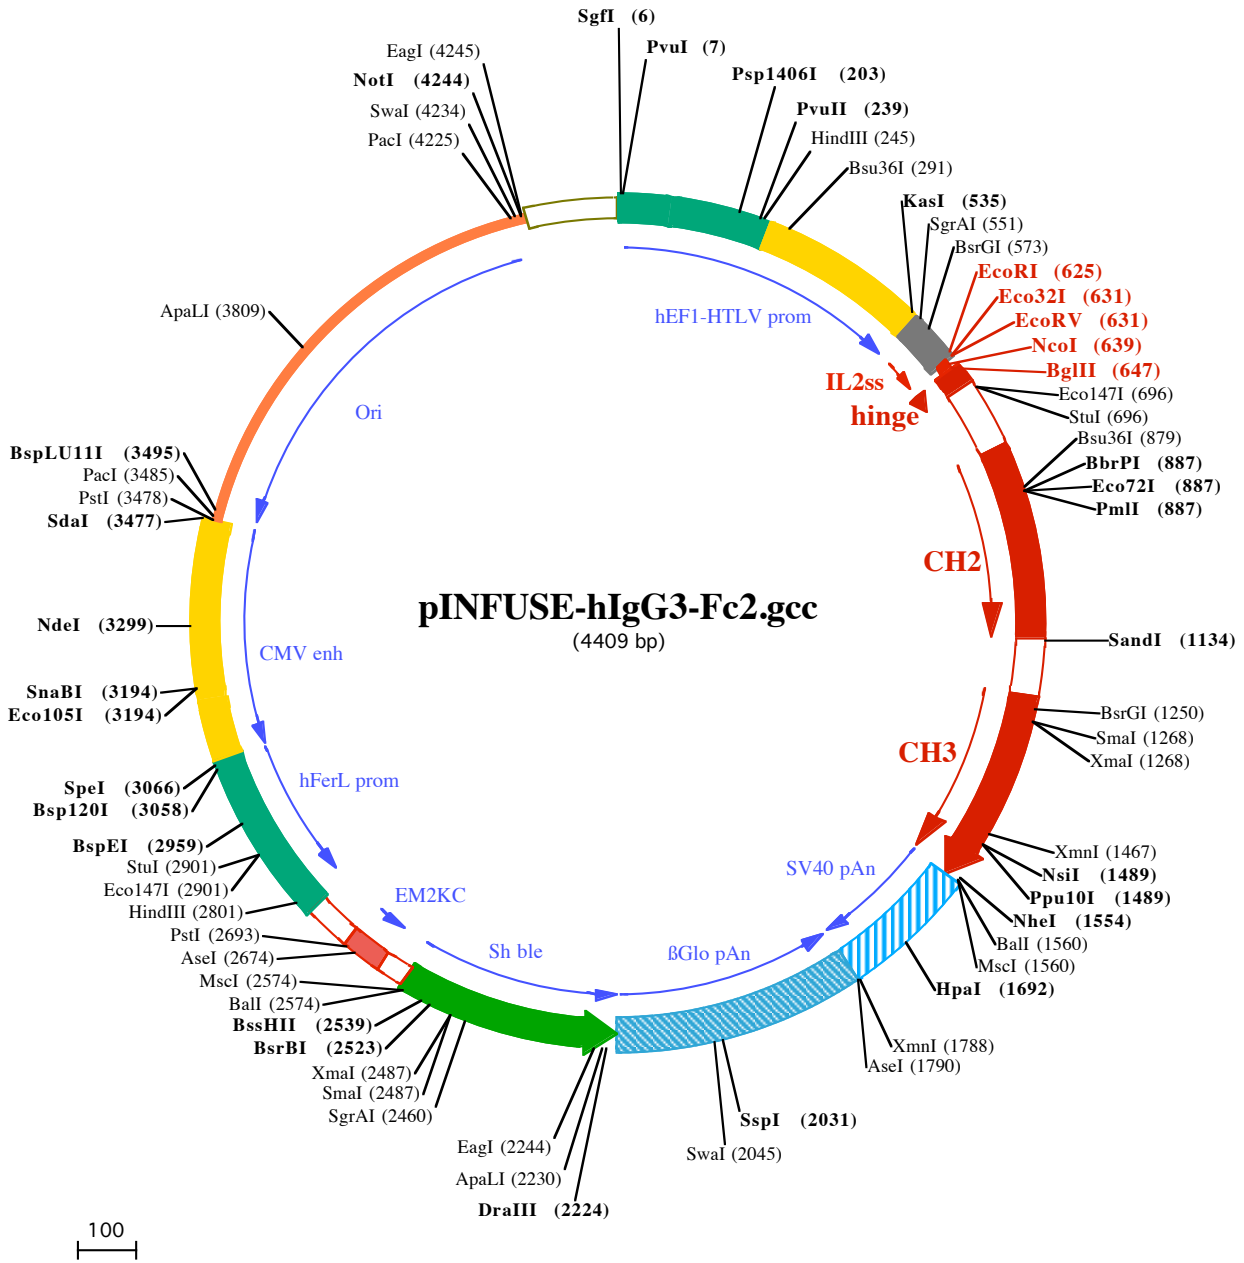 SgfI (6)
PvuI (7)
Psp1406I (203)
PvuII (239)
HindIII (245)
Bsu36I (291)
KasI (535)
SgrAI (551)
BsrGI (573)
EcoRI (625)
Eco32I (631)
EcoRV (631)
NcoI (639)
BglII (647)
Eco147I (696)
StuI (696)
Bsu36I (879)
BbrPI (887)
Eco72I (887)
PmlI (887)
SandI (1134)
BsrGI (1250)
SmaI (1268)
XmaI (1268)
XmnI (1467)
NsiI (1489)
Ppu10I (1489)
NheI (1554)
BalI (1560)
MscI (1560)
HpaI (1692)
XmnI (1788)
AseI (1790)
SspI (2031)
SwaI (2045)
DraIII (2224)
ApaLI (2230)
EagI (2244)
SgrAI (2460)
SmaI (2487)
XmaI (2487)
BsrBI (2523)
BssHII (2539)
BalI (2574)
MscI (2574)
AseI (2674)
PstI (2693)
HindIII (2801)
Eco147I (2901)
StuI (2901)
BspEI (2959)
Bsp120I (3058)
SpeI (3066)
Eco105I (3194)
SnaBI (3194)
NdeI (3299)
SdaI (3477)
PstI (3478)
PacI (3485)
BspLU11I (3495)
ApaLI (3809)
PacI (4225)
SwaI (4234)
NotI (4244)
EagI (4245)
hEF1-HTLV prom
IL2ss
hinge
CH2
CH3
SV40 pAn
ßGlo pAn
Sh ble
EM2KC
hFerL prom
CMV enh
Ori
pINFUSE-hIgG3-Fc2.gcc
(4409 bp)
100